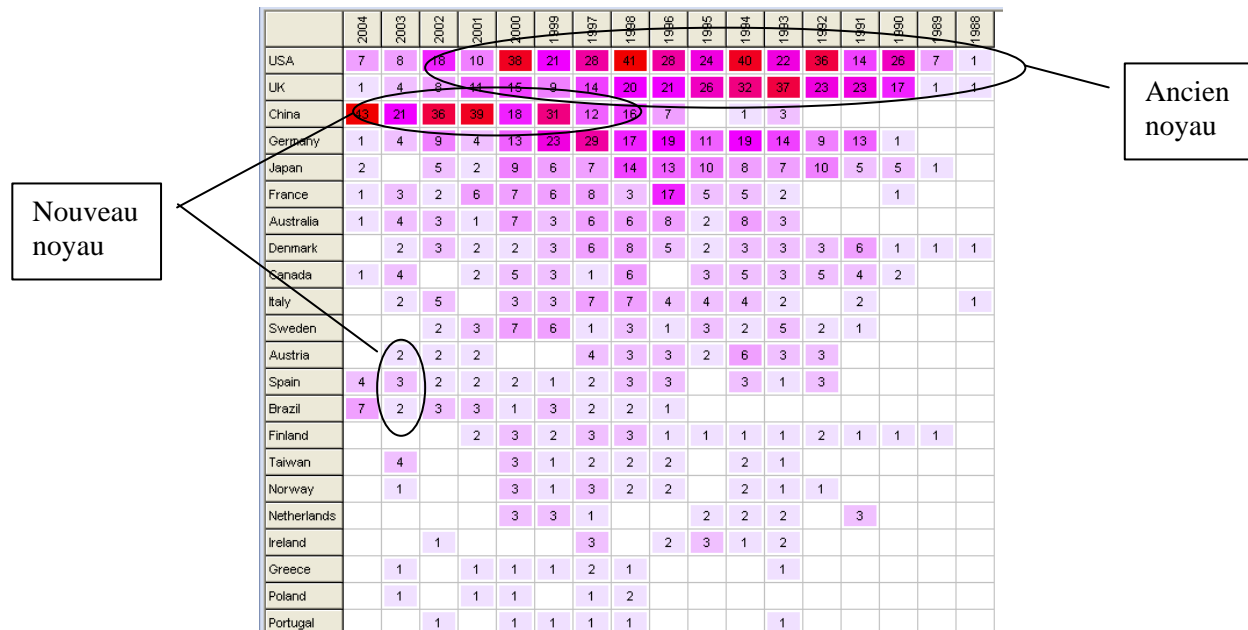 2004 2003 2002 2001 2000 1999 1997 1998 1996 1995 1994 1993 1992 1991 1990 1989 1988
USA 7 8 18 10 38 21 28 41 28 24 40 22 36 14 26 7 1
UK 1 4 8 11 15 9 14 20 21 26 32 37 23 23 17 1 1
China 43 21 36 39 18 31 12 16 7 1 3
Germany 1 4 9 4 13 23 29 17 19 11 19 14 9 13 1
Japan 2 5 2 9 6 7 14 13 10 8 7 10 5 5 1
France 1 3 2 6 7 6 8 3 17 5 5 2 1
Australia 1 4 3 1 7 3 6 6 8 2 8 3
Denmark 2 3 2 2 3 6 8 5 2 3 3 3 6 1 1 1
Canada 1 4 2 5 3 1 6 3 5 3 5 4 2
Italy 2 5 3 3 7 7 4 4 4 2 2 1
Sweden 2 3 7 6 1 3 1 3 2 5 2 1
Austria 2 2 2 4 3 3 2 6 3 3
Spain 4 3 2 2 2 1 2 3 3 3 1 3
Brazil 7 2 3 3 1 3 2 2 1
Finland 2 3 2 3 3 1 1 1 1 2 1 1 1
Taiwan 4 3 1 2 2 2 2 1
Norway 1 3 1 3 2 2 2 1 1
Netherlands 3 3 1 2 2 2 3
Ireland 1 3 2 3 1 2
Greece 1 1 1 1 2 1 1
Poland 1 1 1 1 2
Portugal 1 1 1 1 1 1
Ancien
noyau
Nouveau
noyau